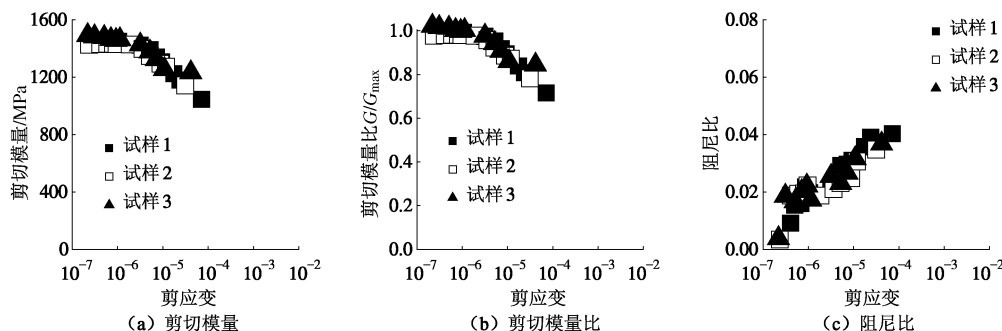 1600
1200
800
400
0
剪切模量/MPa
试样1
试样2
试样3
10⁻⁷ 10⁻⁶ 10⁻⁵ 10⁻⁴ 10⁻³ 10⁻²
剪应变
(a) 剪切模量
1.0
0.8
0.6
0.4
0.2
0.0
剪切模量比G/Gmax
试样1
试样2
试样3
10⁻⁷ 10⁻⁶ 10⁻⁵ 10⁻⁴ 10⁻³ 10⁻²
剪应变
(b) 剪切模量比
0.08
0.06
0.04
0.02
0.00
阻尼比
试样1
试样2
试样3
10⁻⁷ 10⁻⁶ 10⁻⁵ 10⁻⁴ 10⁻³ 10⁻²
剪应变
(c) 阻尼比